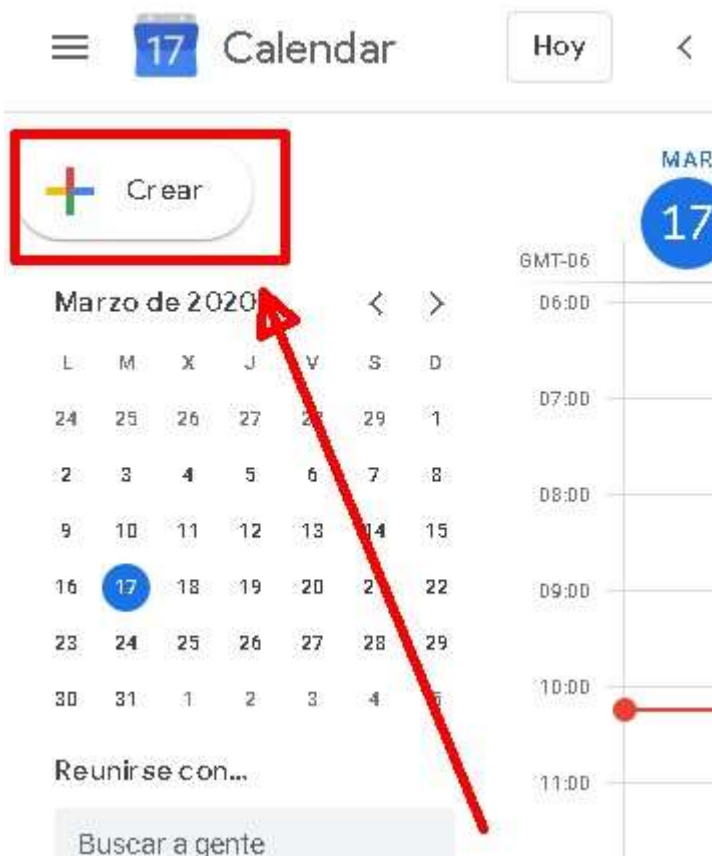 17 Calendar Hoy <
Crear
MAR
17
GMT-06
Marzo de 2020 < >
L M X J V S D
24 25 26 27 28 29 1
2 3 4 5 6 7 8
9 10 11 12 13 14 15
16 17 18 19 20 21 22
23 24 25 26 27 28 29
30 31 1 2 3 4 5
Reunirse con...
Buscar a gente
06:00
07:00
08:00
09:00
10:00
11:00